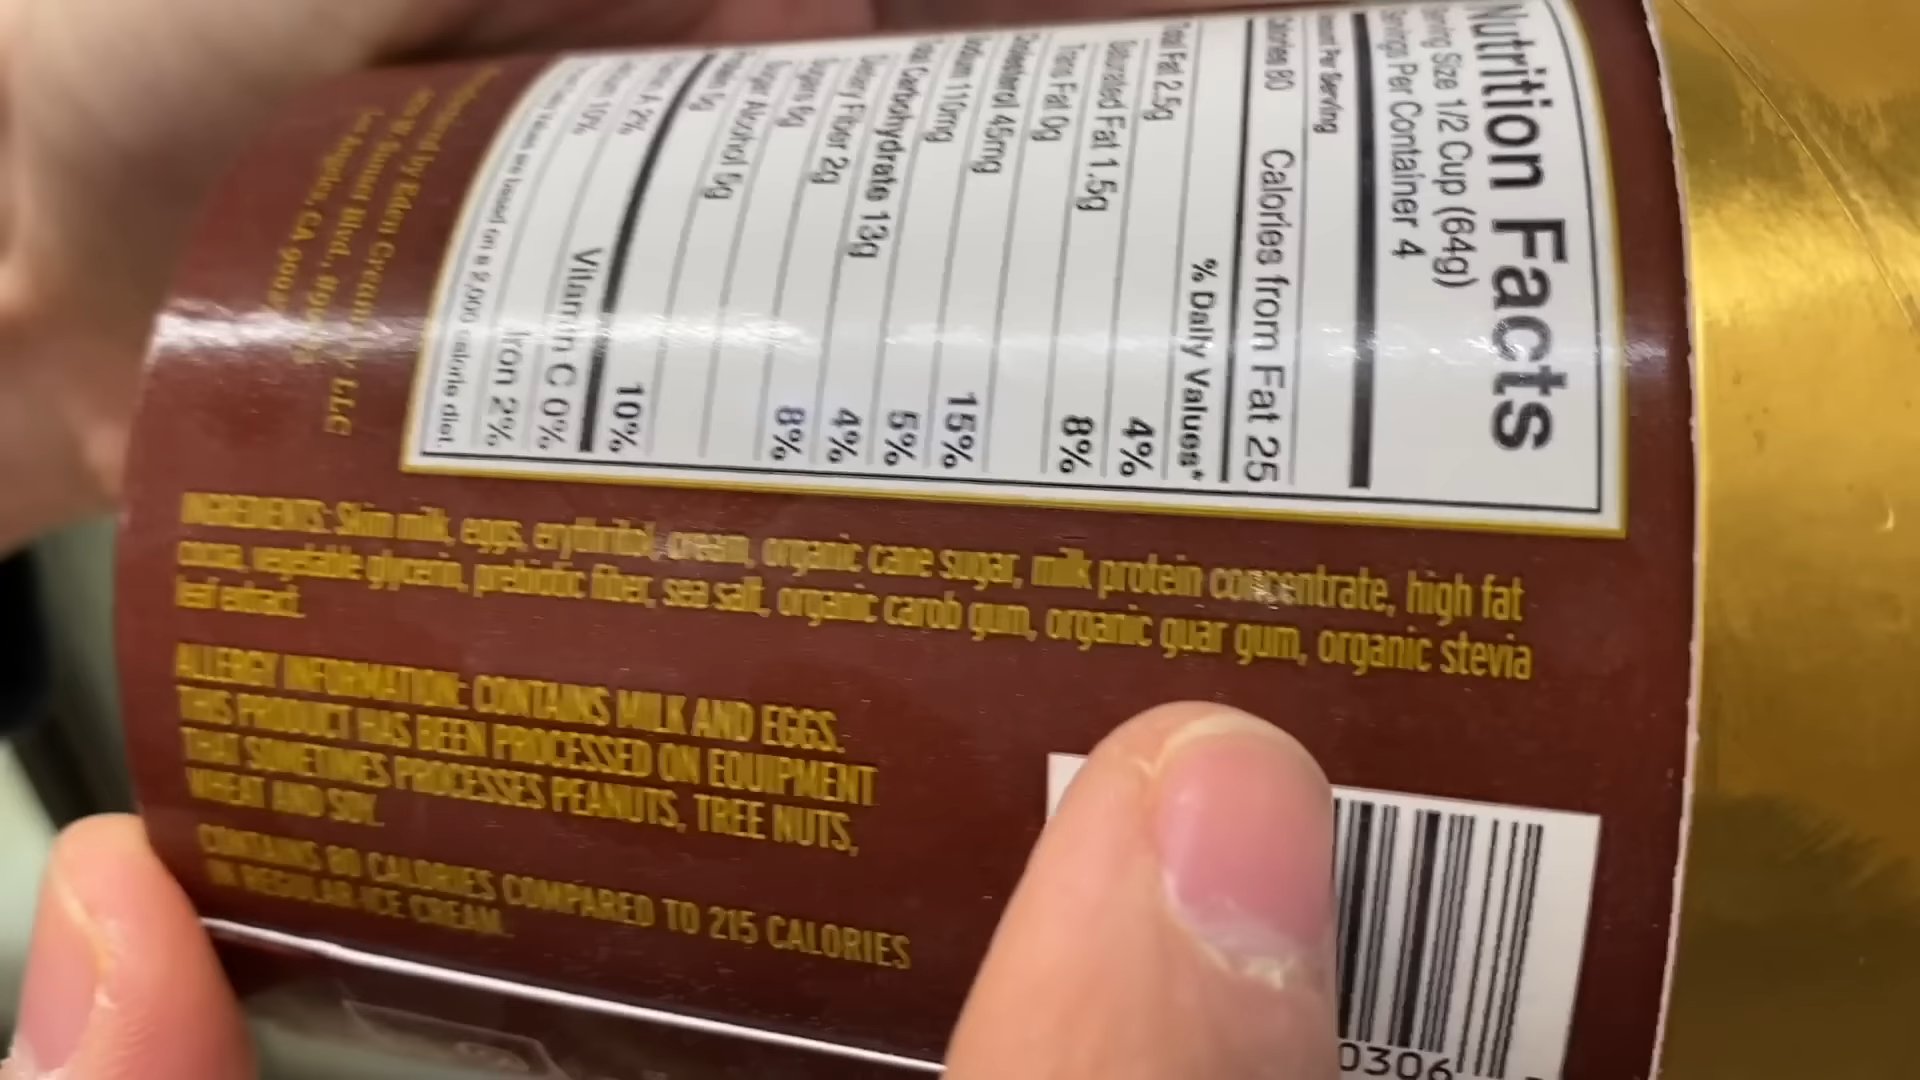 Nutrition Facts
Serving Size 1/2 Cup (64g)
Servings Per Container 4
Amount Per Serving
Calories 80 Calories from Fat 25
% Daily Values*
Total Fat 2.5g 4%
Saturated Fat 1.5g 8%
Trans Fat 0g
Cholesterol 45mg 15%
Sodium 110mg 5%
Total Carbohydrate 13g 4%
Dietary Fiber 2g 8%
Sugars 6g
Sugar Alcohol 5g
Protein 5g 10%
Vitamin A 2% Vitamin C 0%
Calcium 10% Iron 2%
Values are based on a 2,000 calorie diet.
by Eden Creamery LLC
Sunset Blvd.,
Los Angeles, CA
INGREDIENTS: Skim milk, eggs, erythritol, cream, organic cane sugar, milk protein concentrate, high fat
cocoa, vegetable glycerin, prebiotic fiber, sea salt, organic carob gum, organic guar gum, organic stevia
leaf extract.
ALLERGY INFORMATION: CONTAINS MILK AND EGGS.
THIS PRODUCT HAS BEEN PROCESSED ON EQUIPMENT
THAT SOMETIMES PROCESSES PEANUTS, TREE NUTS,
WHEAT AND SOY.
CONTAINS 80 CALORIES COMPARED TO 215 CALORIES
IN REGULAR ICE CREAM.
0306